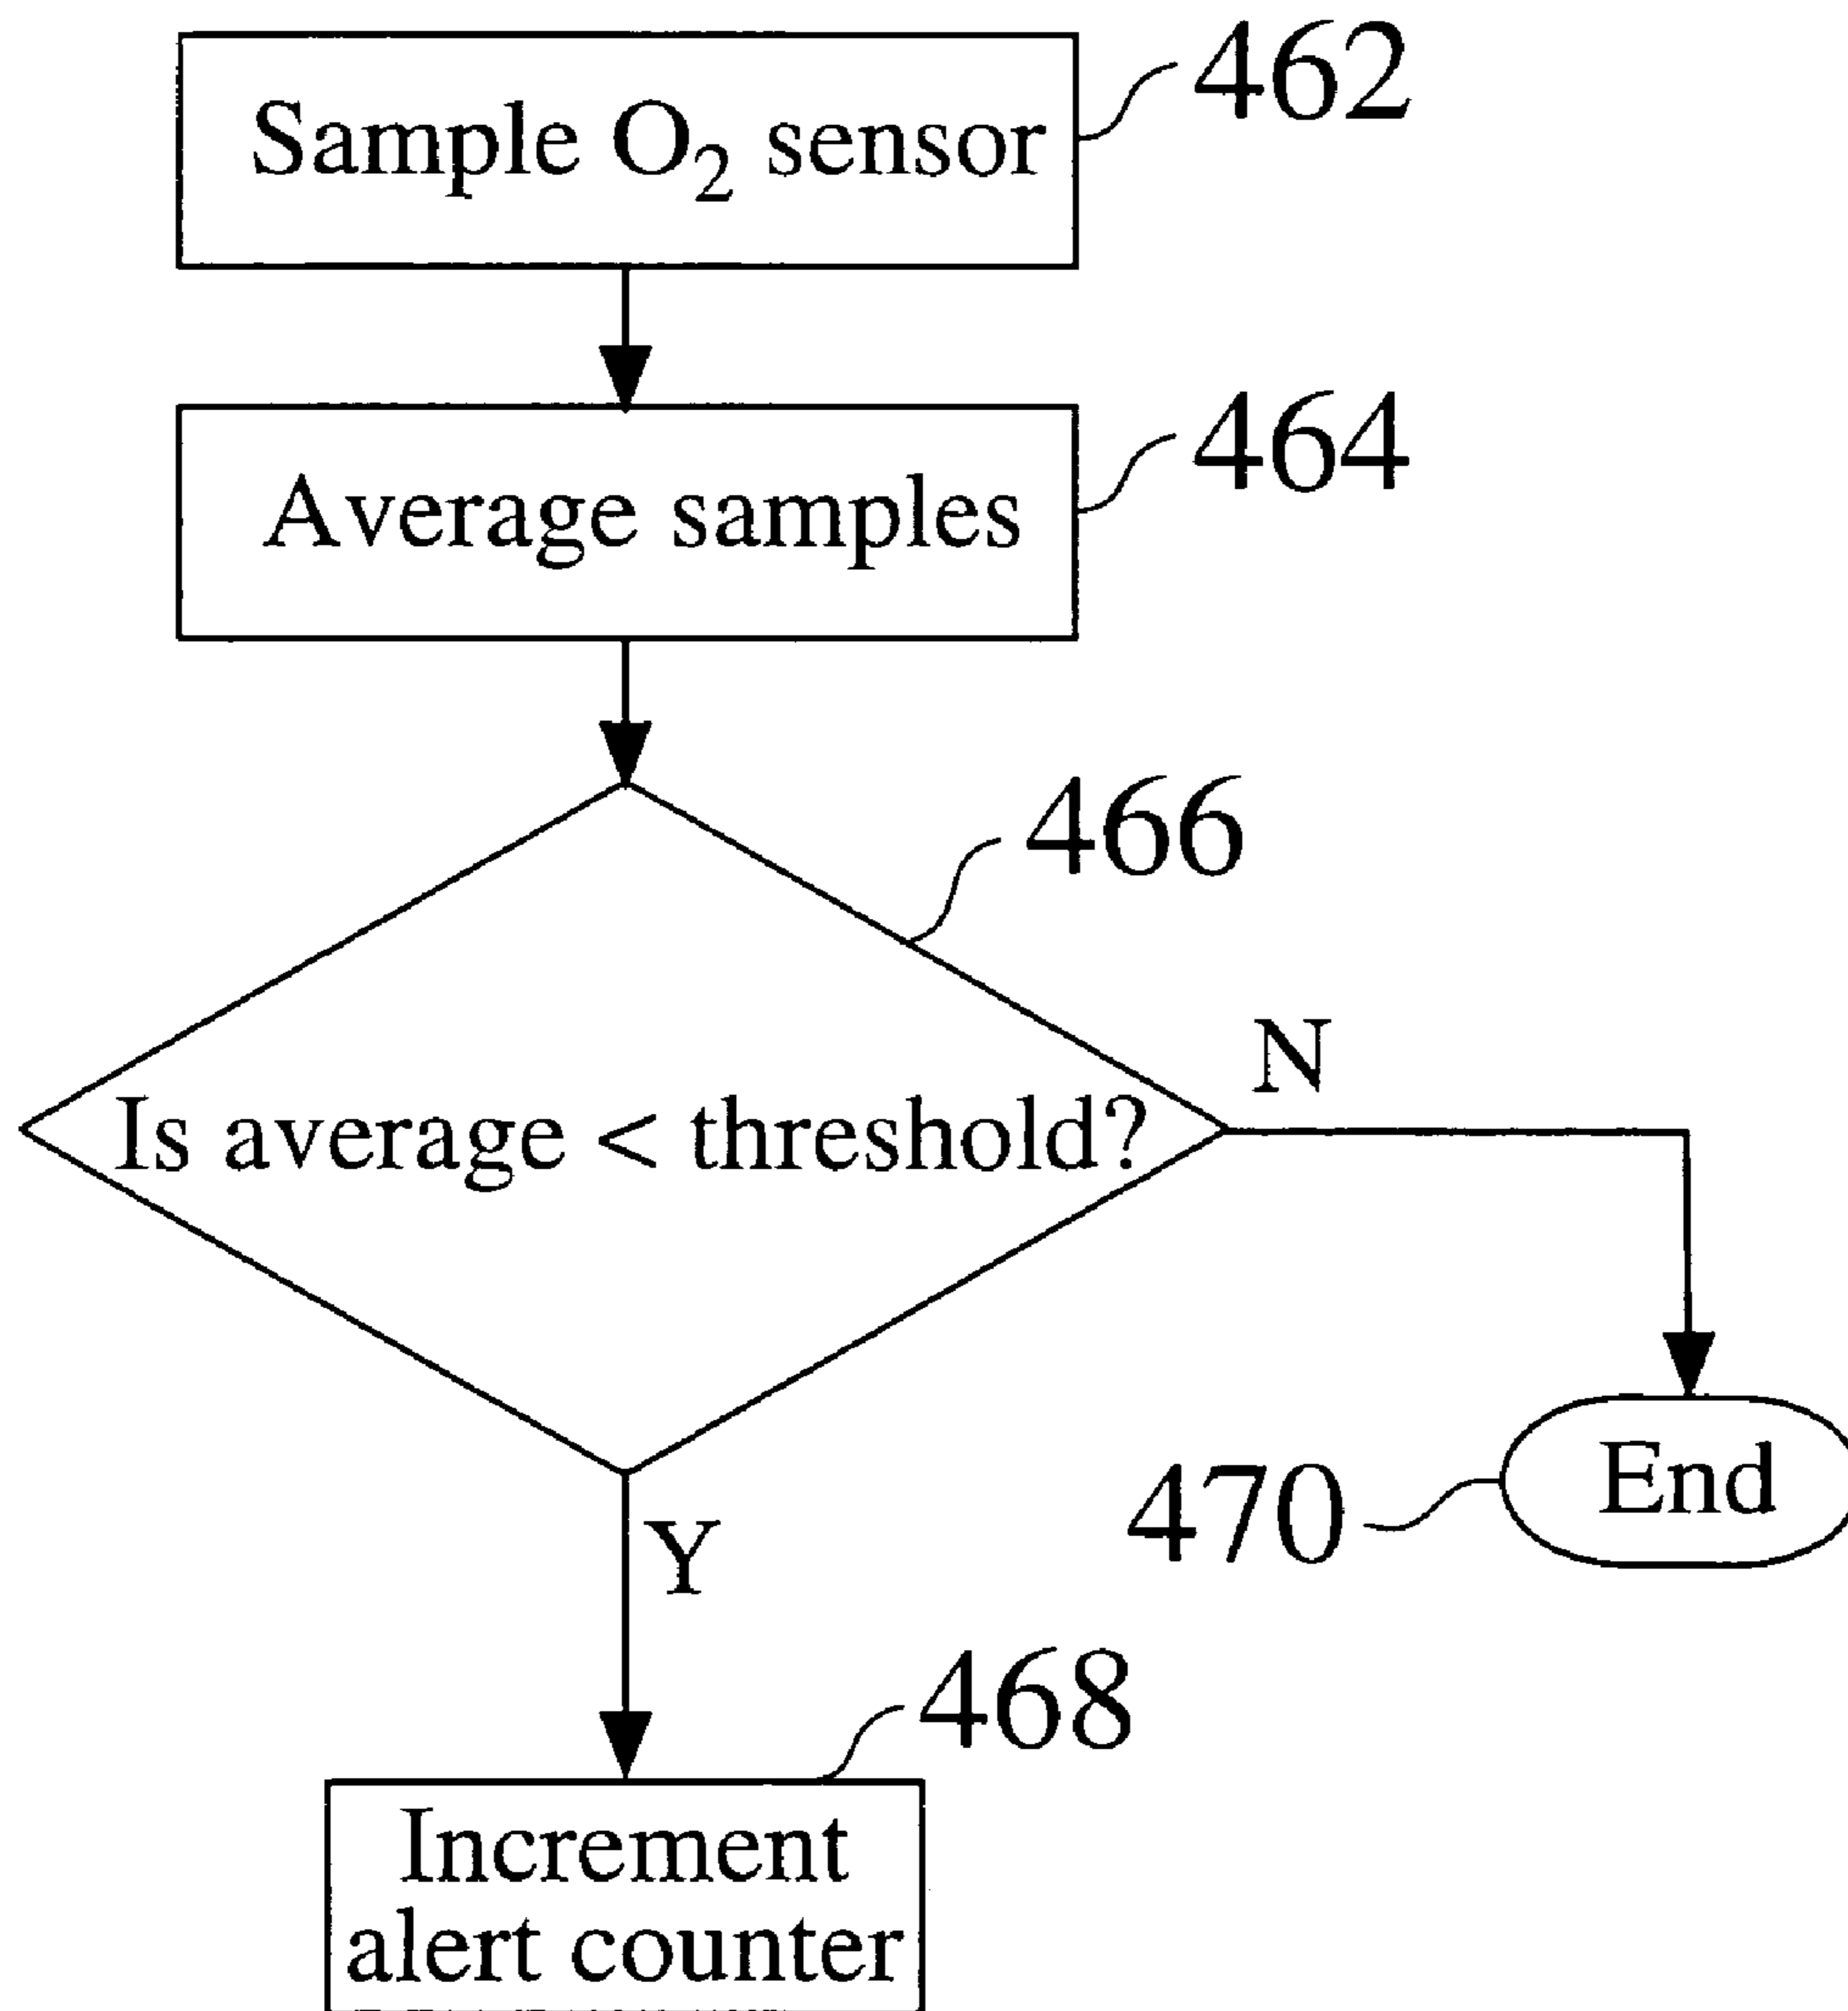 Sample O₂ sensor
462
Average samples
464
466
Is average < threshold?
N
Y
470
End
468
Increment
alert counter